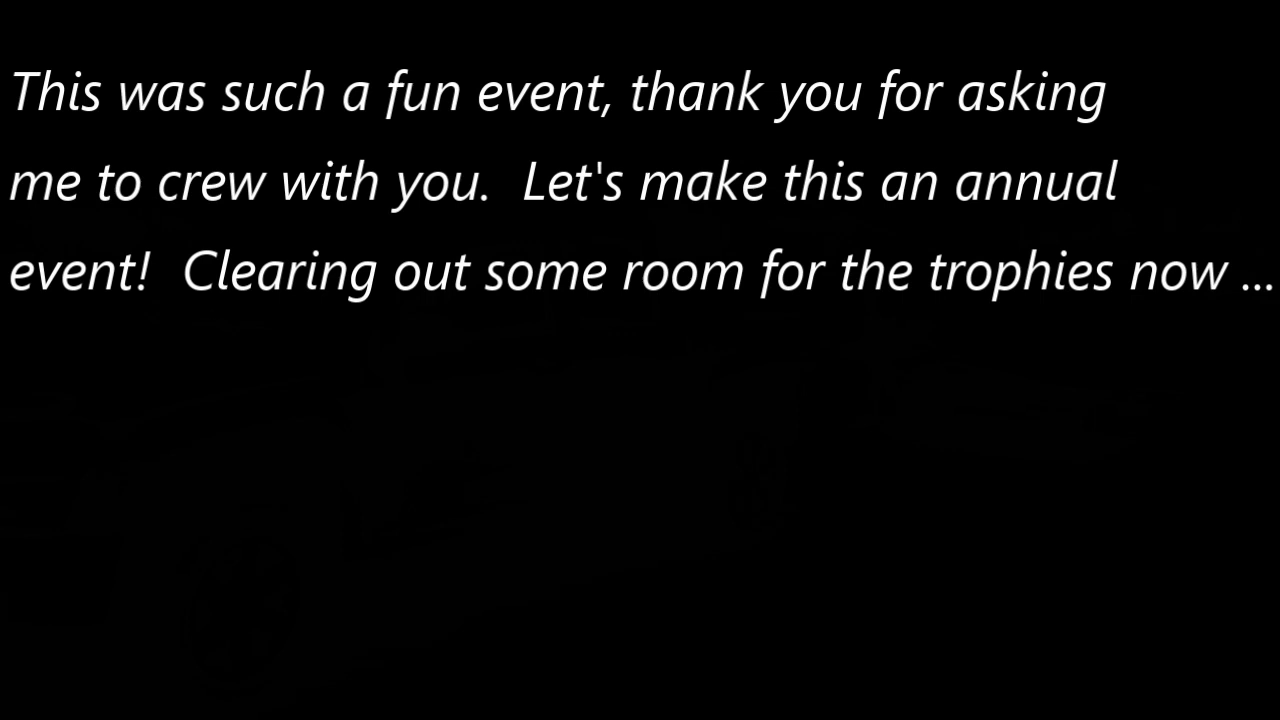 This was such a fun event, thank you for asking
me to crew with you.  Let's make this an annual
event!  Clearing out some room for the trophies now ...